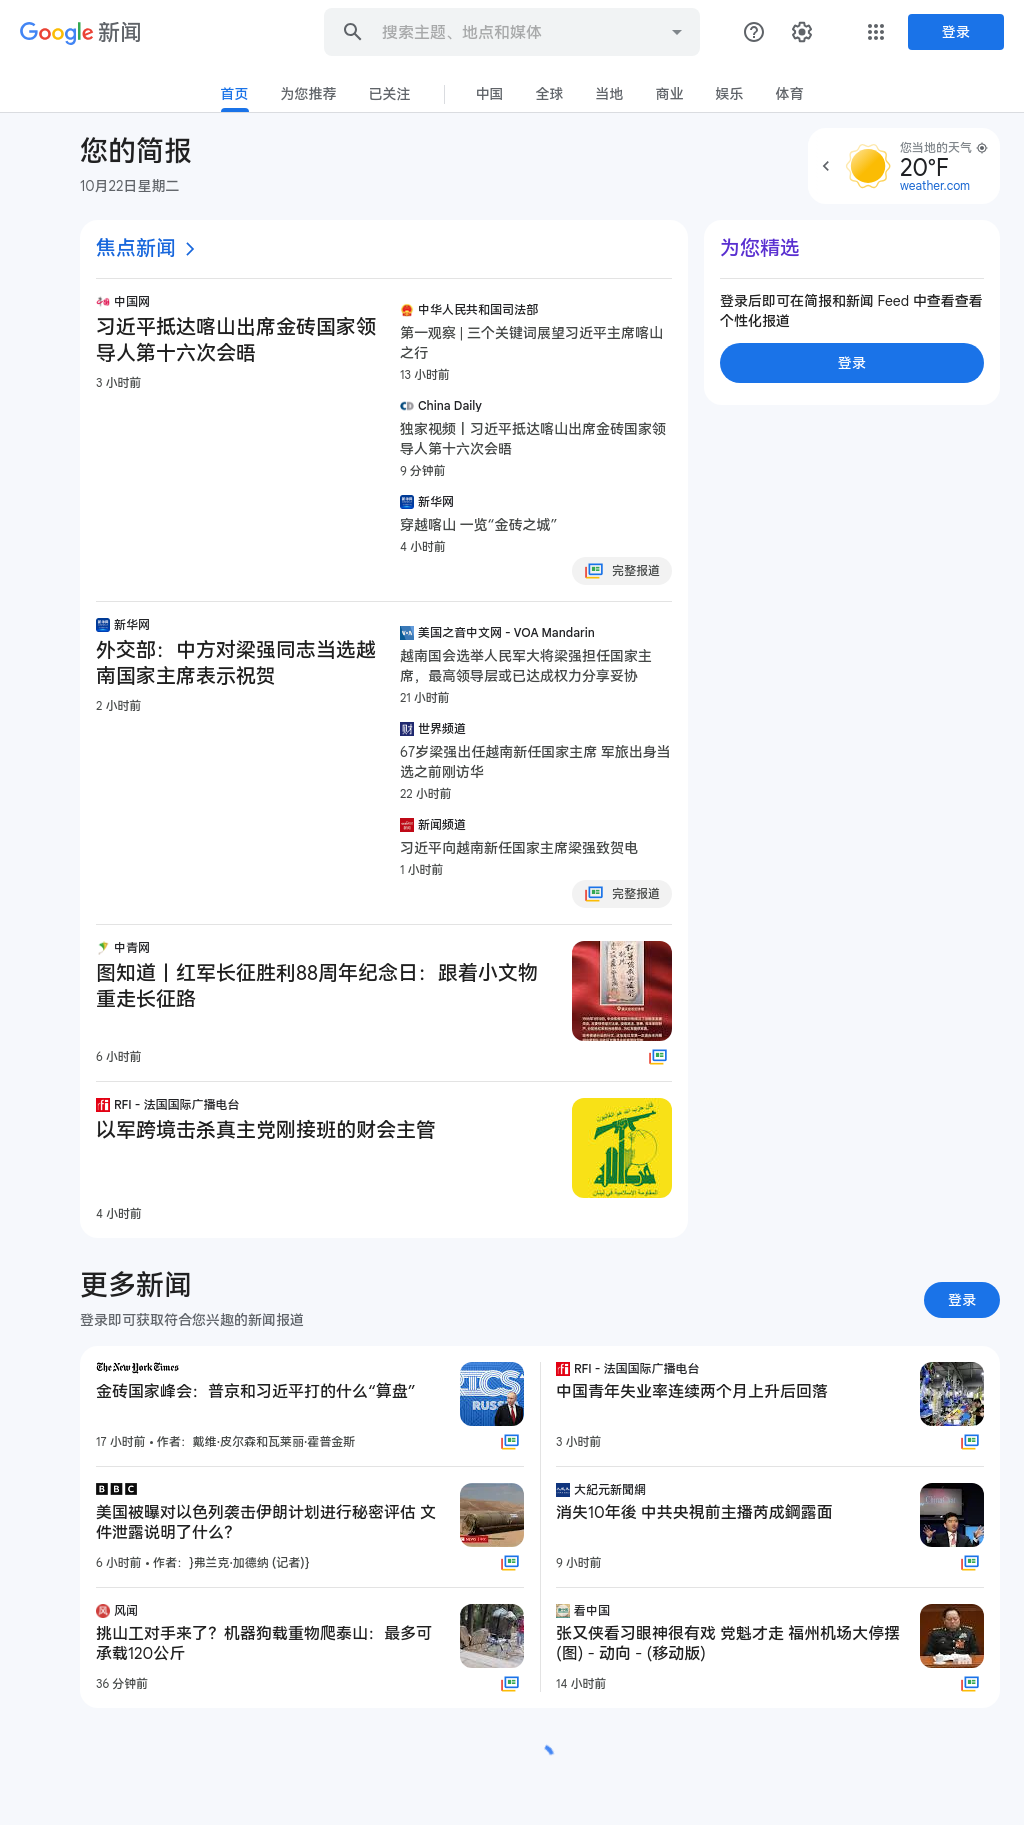 Google 新闻
搜索主题、地点和媒体
登录
首页
为您推荐
已关注
中国
全球
当地
商业
娱乐
体育
您的简报
10月22日星期二
您当地的天气
20°F
weather.com
焦点新闻
中国网
习近平抵达喀山出席金砖国家领
导人第十六次会晤
3 小时前
中华人民共和国司法部
第一观察 | 三个关键词展望习近平主席喀山
之行
13 小时前
China Daily
独家视频丨习近平抵达喀山出席金砖国家领
导人第十六次会晤
9 分钟前
新华网
穿越喀山 一览“金砖之城”
4 小时前
完整报道
为您精选
登录后即可在简报和新闻 Feed 中查看查看
个性化报道
登录
新华网
外交部：中方对梁强同志当选越
南国家主席表示祝贺
2 小时前
美国之音中文网 - VOA Mandarin
越南国会选举人民军大将梁强担任国家主
席，最高领导层或已达成权力分享妥协
21 小时前
世界频道
67岁梁强出任越南新任国家主席 军旅出身当
选之前刚访华
22 小时前
新闻频道
习近平向越南新任国家主席梁强致贺电
1 小时前
完整报道
中青网
图知道丨红军长征胜利88周年纪念日：跟着小文物
重走长征路
6 小时前
RFI - 法国国际广播电台
以军跨境击杀真主党刚接班的财会主管
4 小时前
更多新闻
登录即可获取符合您兴趣的新闻报道
登录
The New York Times
金砖国家峰会：普京和习近平打的什么“算盘”
17 小时前 • 作者：戴维·皮尔森和瓦莱丽·霍普金斯
RFI - 法国国际广播电台
中国青年失业率连续两个月上升后回落
3 小时前
BBC
美国被曝对以色列袭击伊朗计划进行秘密评估 文
件泄露说明了什么？
6 小时前 • 作者：}弗兰克·加德纳 (记者)}
大紀元新聞網
消失10年後 中共央視前主播芮成鋼露面
9 小时前
风闻
挑山工对手来了？机器狗载重物爬泰山：最多可
承载120公斤
36 分钟前
看中国
张又侠看习眼神很有戏 党魁才走 福州机场大停摆
(图) - 动向 - (移动版)
14 小时前